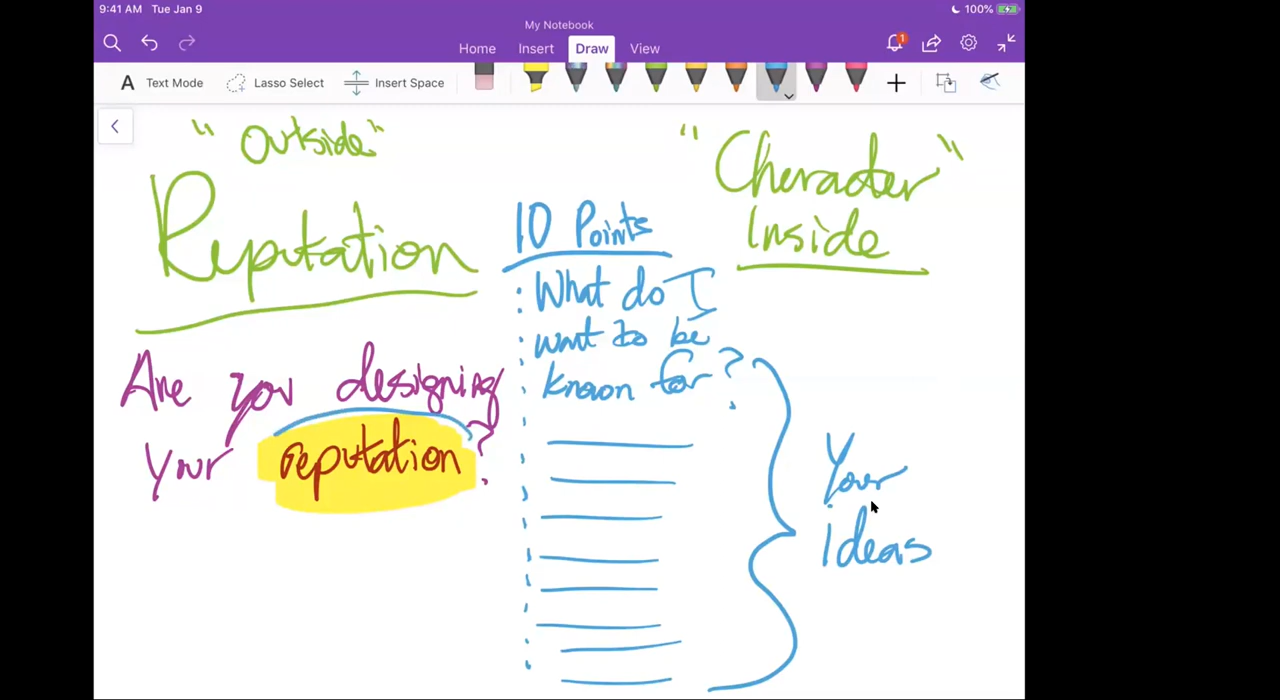 9:41 AM Tue Jan 9
100%
My Notebook
Home Insert Draw View
1
A Text Mode Lasso Select Insert Space
"Outside"
Reputation
Are you designing
your reputation?
10 Points
What do I
want to be
known for?
"Cheracter"
Inside
Your
ideas